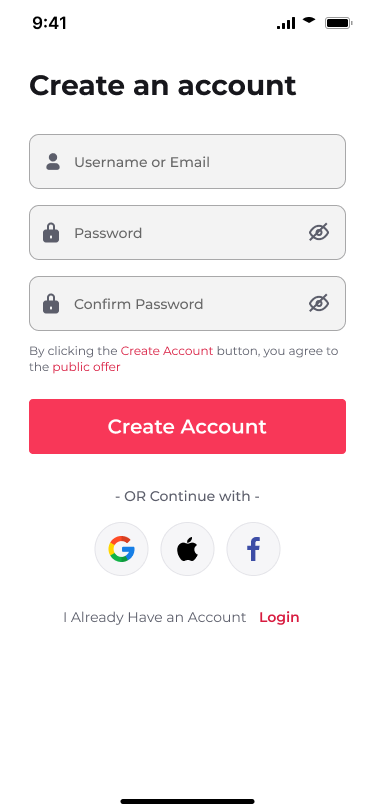 9:41
Create an account
Username or Email
Password
Confirm Password
By clicking the Create Account button, you agree to
the public offer
Create Account
- OR Continue with -
I Already Have an Account Login